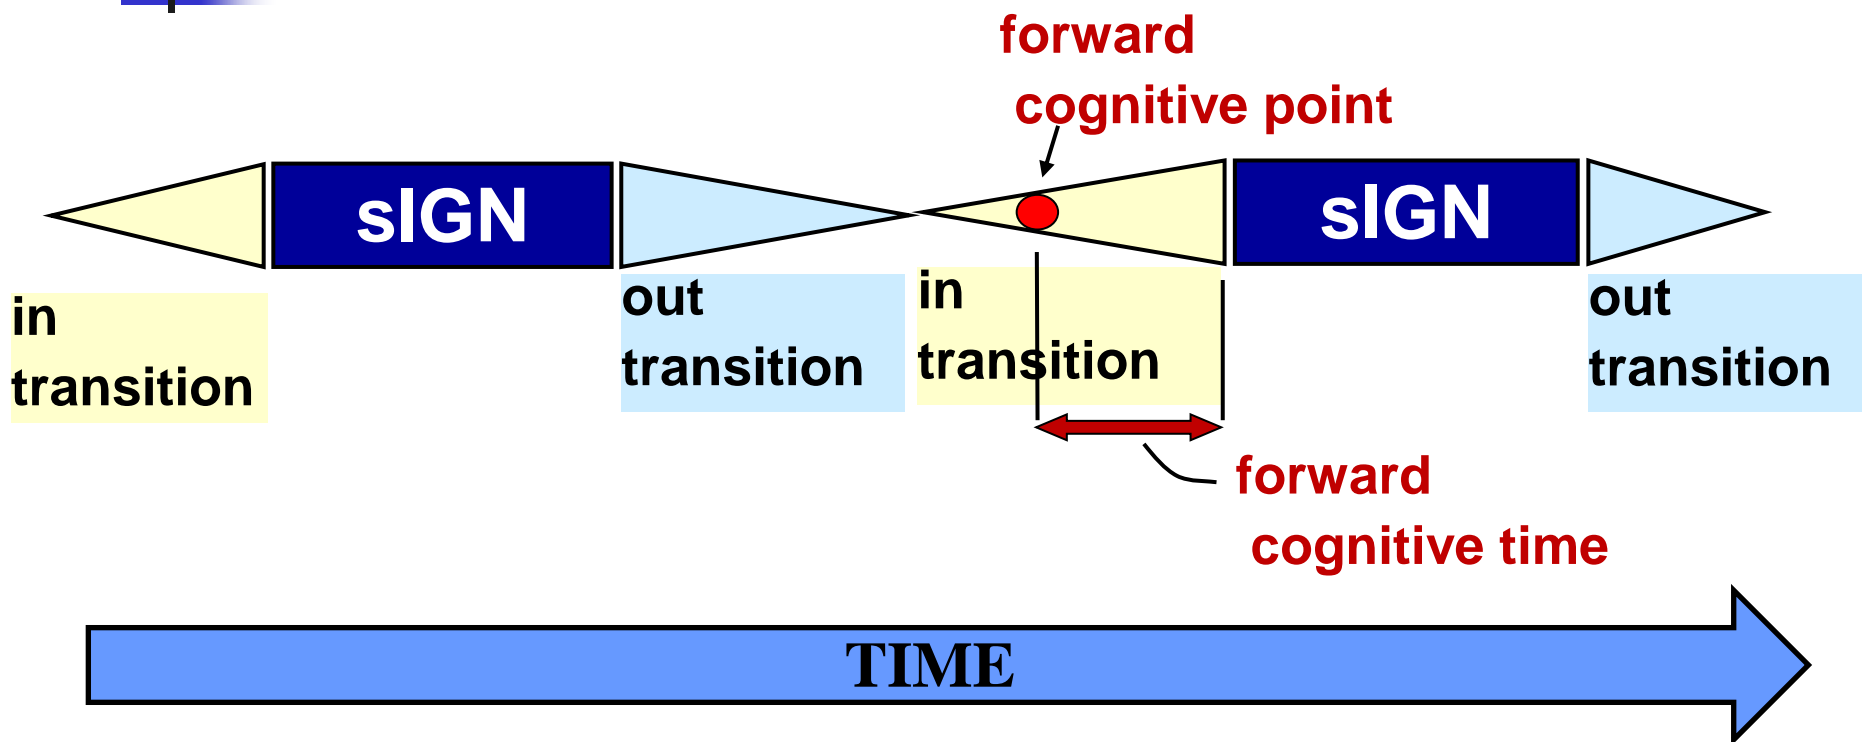 forward
cognitive point
sIGN
sIGN
in
transition
out
transition
in
transition
out
transition
forward
cognitive time
TIME